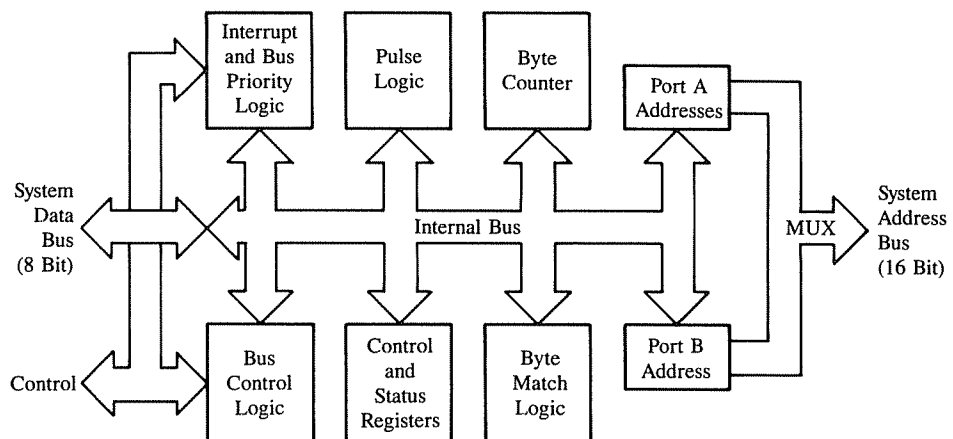 Interrupt
and Bus
Priority
Logic
Pulse
Logic
Byte
Counter
Port A
Addresses
System
Data
Bus
(8 Bit)
Internal Bus
MUX
System
Address
Bus
(16 Bit)
Control
Bus
Control
Logic
Control
and
Status
Registers
Byte
Match
Logic
Port B
Address